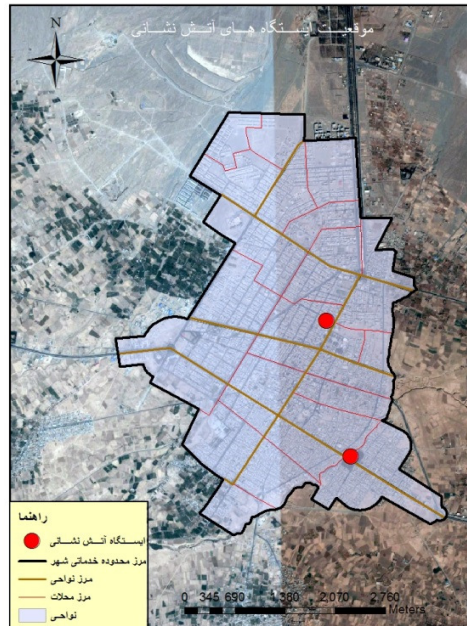 موقعیت ایستگاه های آتش نشانی
N
راهنما
ایستگاه آتش نشانی
مرز محدوده خدماتی شهر
مرز نواحی
مرز محلات
نواحی
0 345 690 1,380 2,070 2,760
Meters